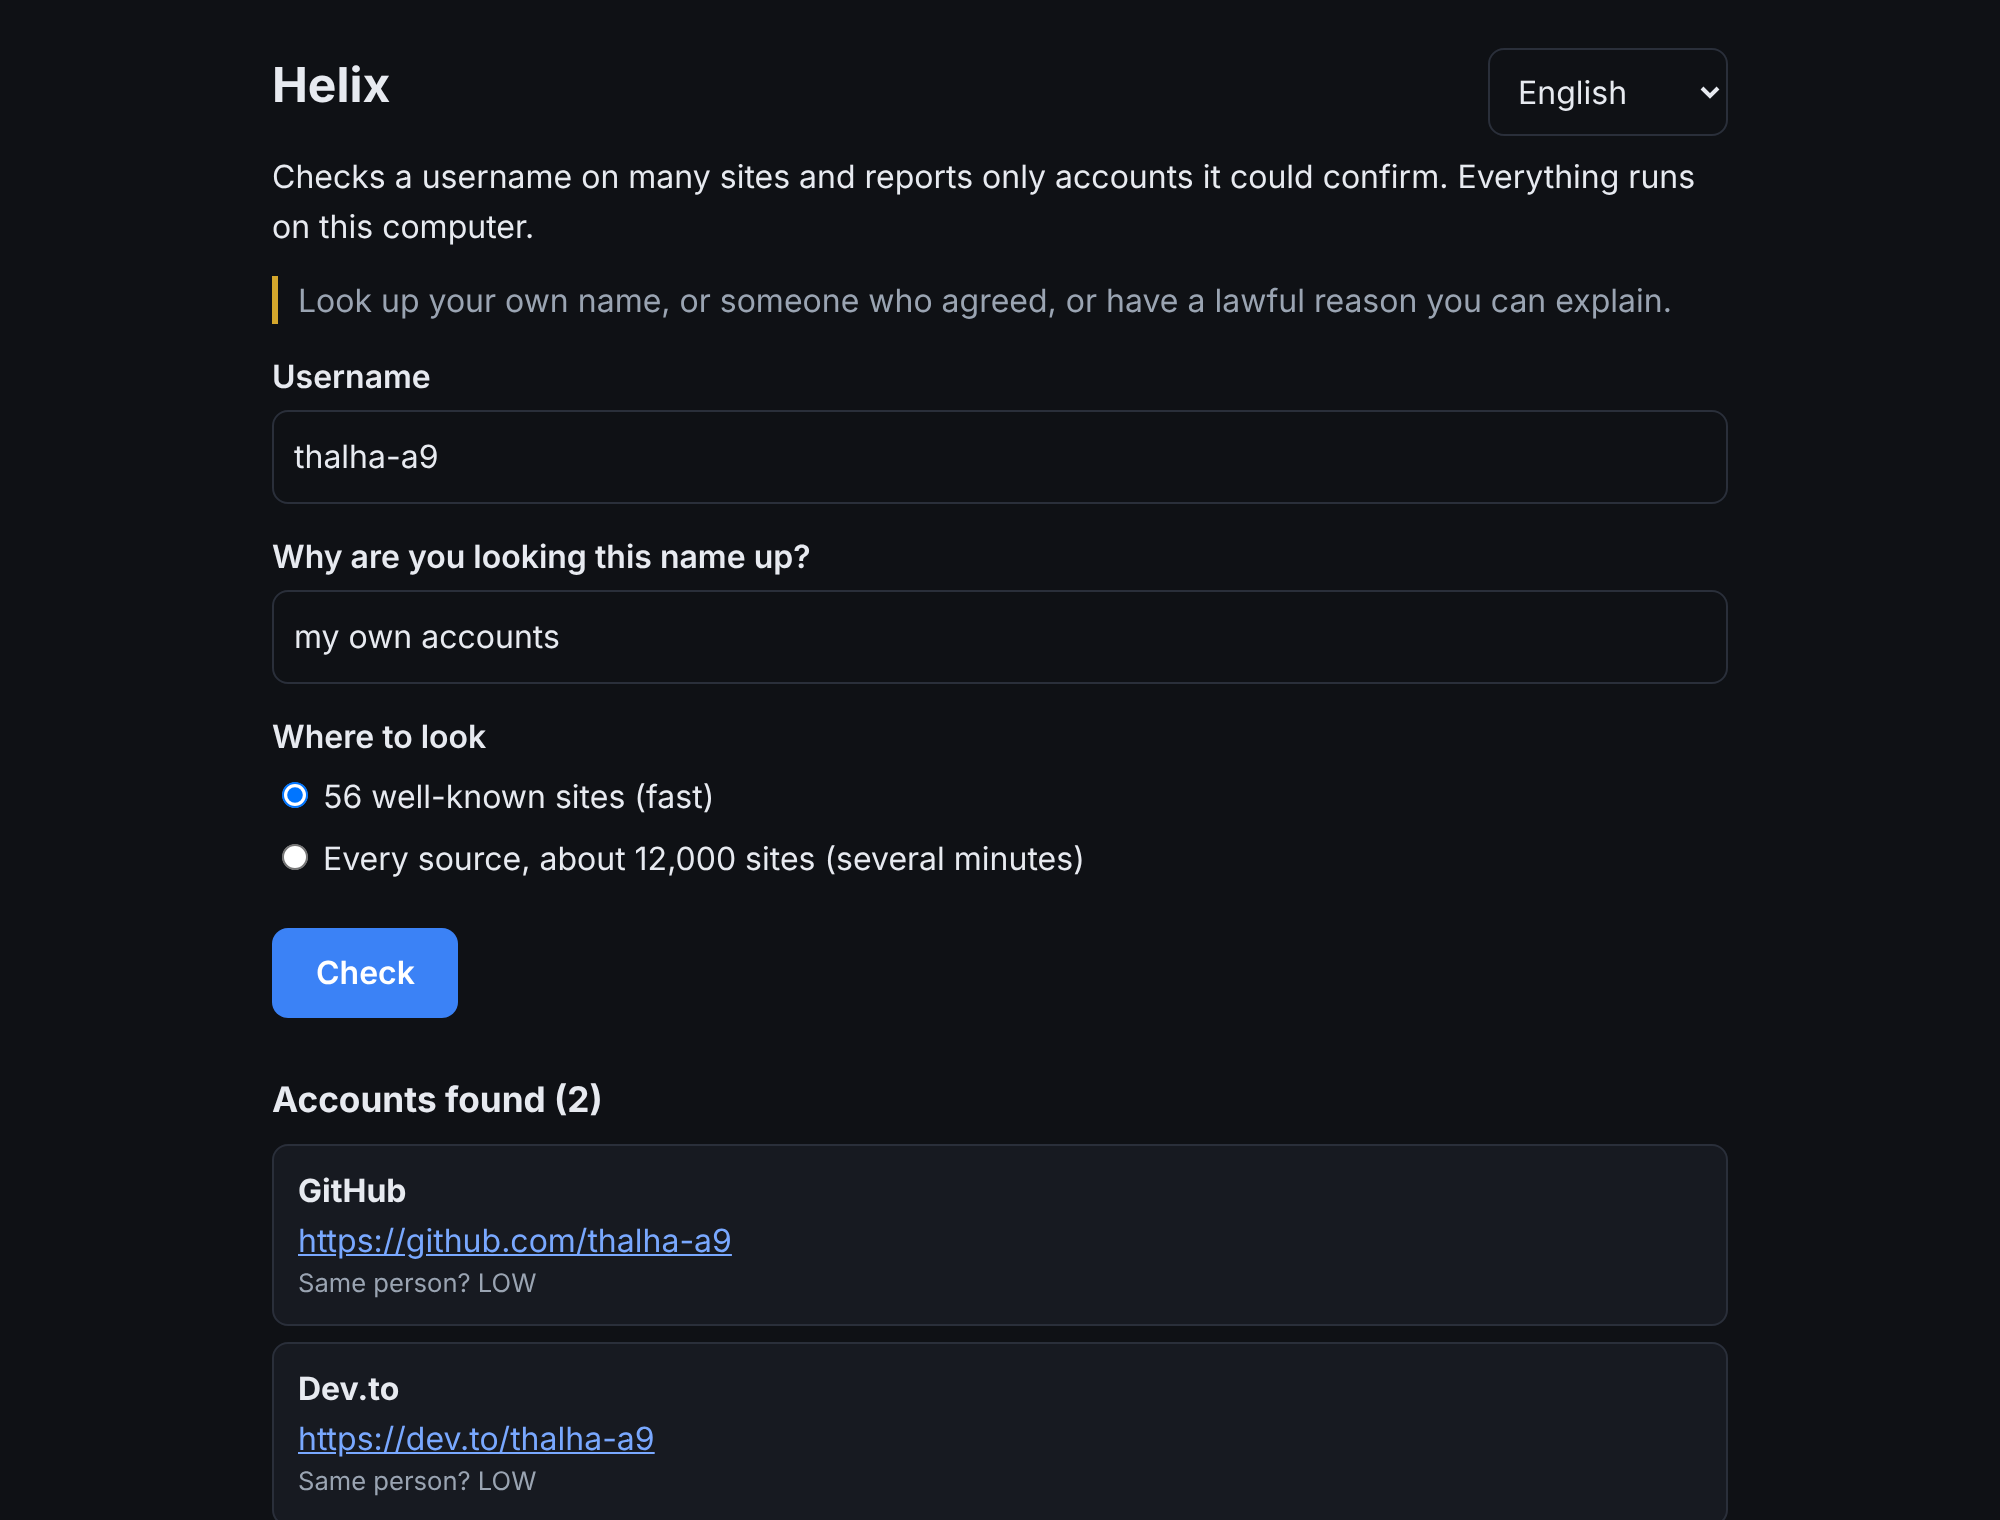 Helix
English
Checks a username on many sites and reports only accounts it could confirm. Everything runs
on this computer.
Look up your own name, or someone who agreed, or have a lawful reason you can explain.
Username
thalha-a9
Why are you looking this name up?
my own accounts
Where to look
56 well-known sites (fast)
Every source, about 12,000 sites (several minutes)
Check
Accounts found (2)
GitHub
https://github.com/thalha-a9
Same person? LOW
Dev.to
https://dev.to/thalha-a9
Same person? LOW